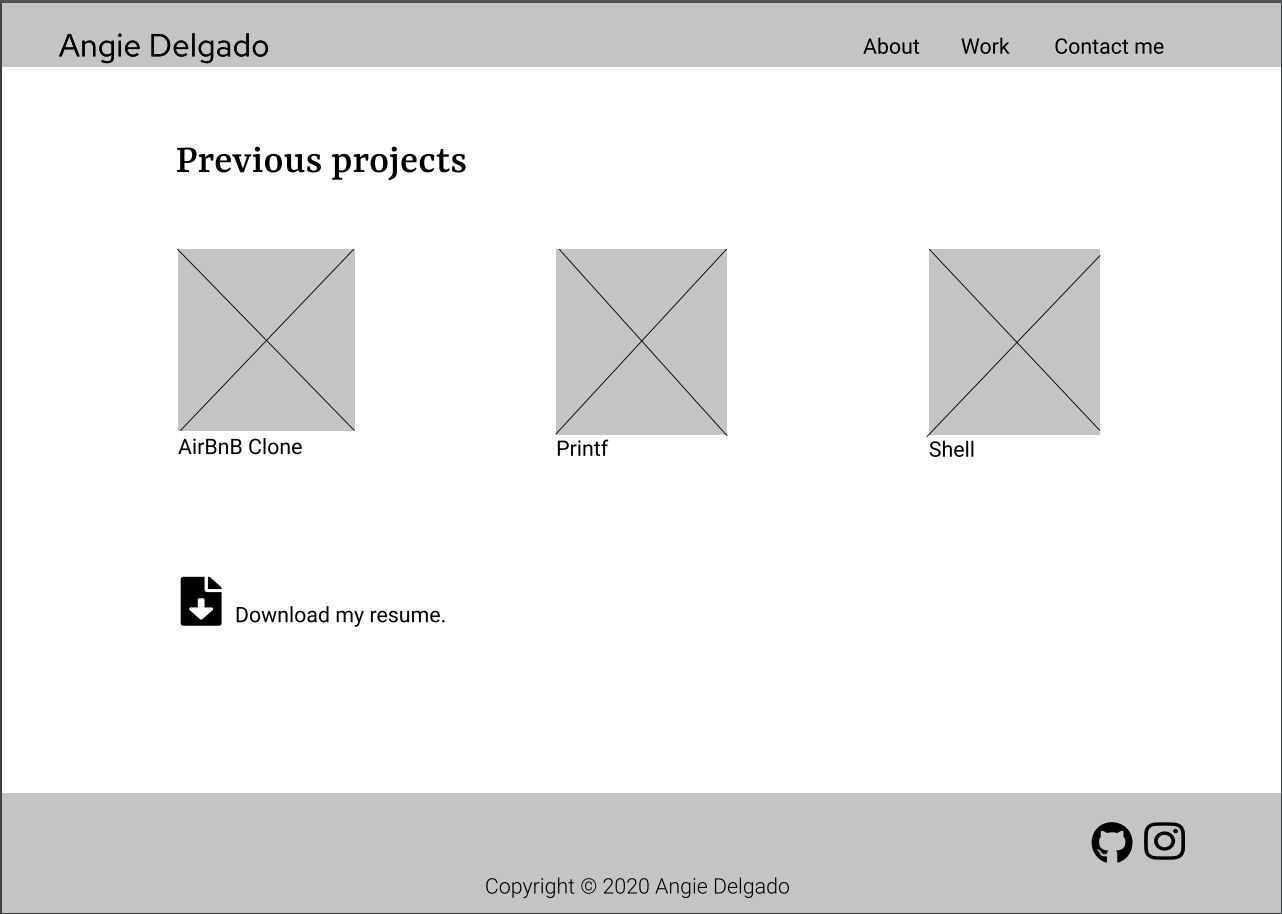 Angie Delgado
About Work Contact me
Previous projects
AirBnB Clone
Printf
Shell
Download my resume.
Copyright © 2020 Angie Delgado